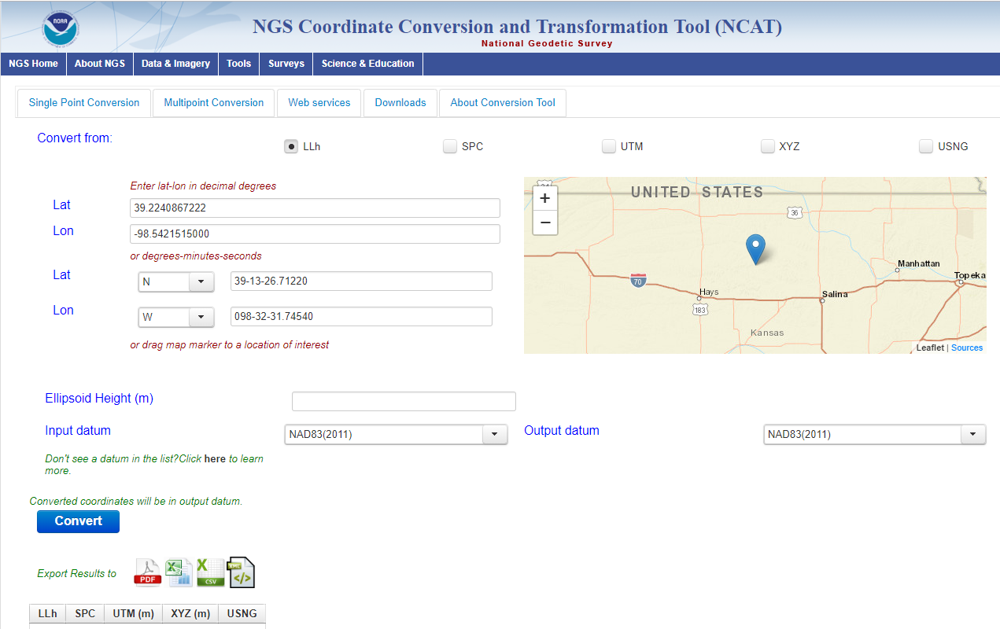 NOAA
NGS Coordinate Conversion and Transformation Tool (NCAT)
National Geodetic Survey
NGS Home About NGS Data & Imagery Tools Surveys Science & Education
Single Point Conversion Multipoint Conversion Web services Downloads About Conversion Tool
Convert from:
LLh SPC UTM XYZ USNG
Enter lat-lon in decimal degrees
Lat 39.2240867222
Lon -98.5421515000
or degrees-minutes-seconds
Lat N 39-13-26.71220
Lon W 098-32-31.74540
or drag map marker to a location of interest
+
−
UNITED STATES
36
Manhattan
70
Topeka
Hays
Salina
183
Kansas
Leaflet | Sources
Ellipsoid Height (m)
Input datum NAD83(2011) Output datum NAD83(2011)
Don't see a datum in the list?Click here to learn
more.
Converted coordinates will be in output datum.
Convert
Export Results to PDF X X CSV XML </>
LLh SPC UTM (m) XYZ (m) USNG